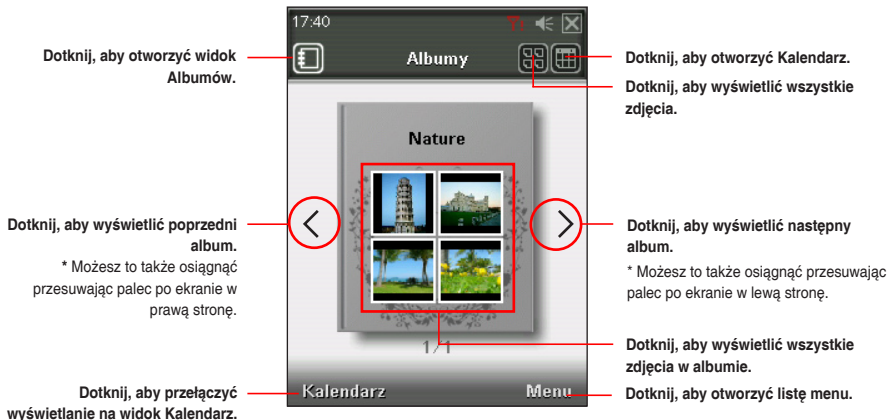 17:40
Albumy
Nature
1/1
Kalendarz
Menu
Dotknij, aby otworzyć widok
Albumów.
Dotknij, aby wyświetlić poprzedni
album.
* Możesz to także osiągnąć
przesuwając palec po ekranie w
prawą stronę.
Dotknij, aby przełączyć
wyświetlanie na widok Kalendarz.
Dotknij, aby otworzyć Kalendarz.
Dotknij, aby wyświetlić wszystkie
zdjęcia.
Dotknij, aby wyświetlić następny
album.
* Możesz to także osiągnąć przesuwając
palec po ekranie w lewą stronę.
Dotknij, aby wyświetlić wszystkie
zdjęcia w albumie.
Dotknij, aby otworzyć listę menu.